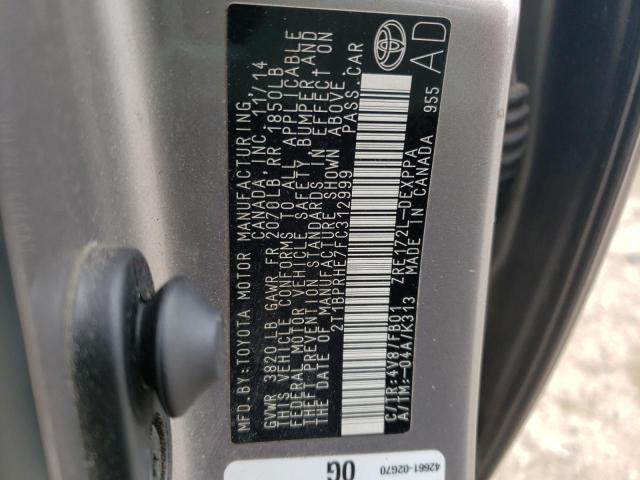 MFD.BY:TOYOTA MOTOR MANUFACTURING
CANADA, INC. 11/14
GVWR 3820 LB GAWR FR 2070LB RR 1850LB
THIS VEHICLE CONFORMS TO ALL APPLICABLE
FEDERAL MOTOR VEHICLE SAFETY, BUMPER AND
THEFT PREVENTION STANDARDS IN EFFECT ON
THE DATE OF MANUFACTURE SHOWN ABOVE.
2T1BPRHE7FC312999 PASS. CAR
C/TR:4V8/FB01 ZRE172L-DEXPPA
A/TM:-04A/K313 MADE IN CANADA 955
AD
42661-02G70
0G